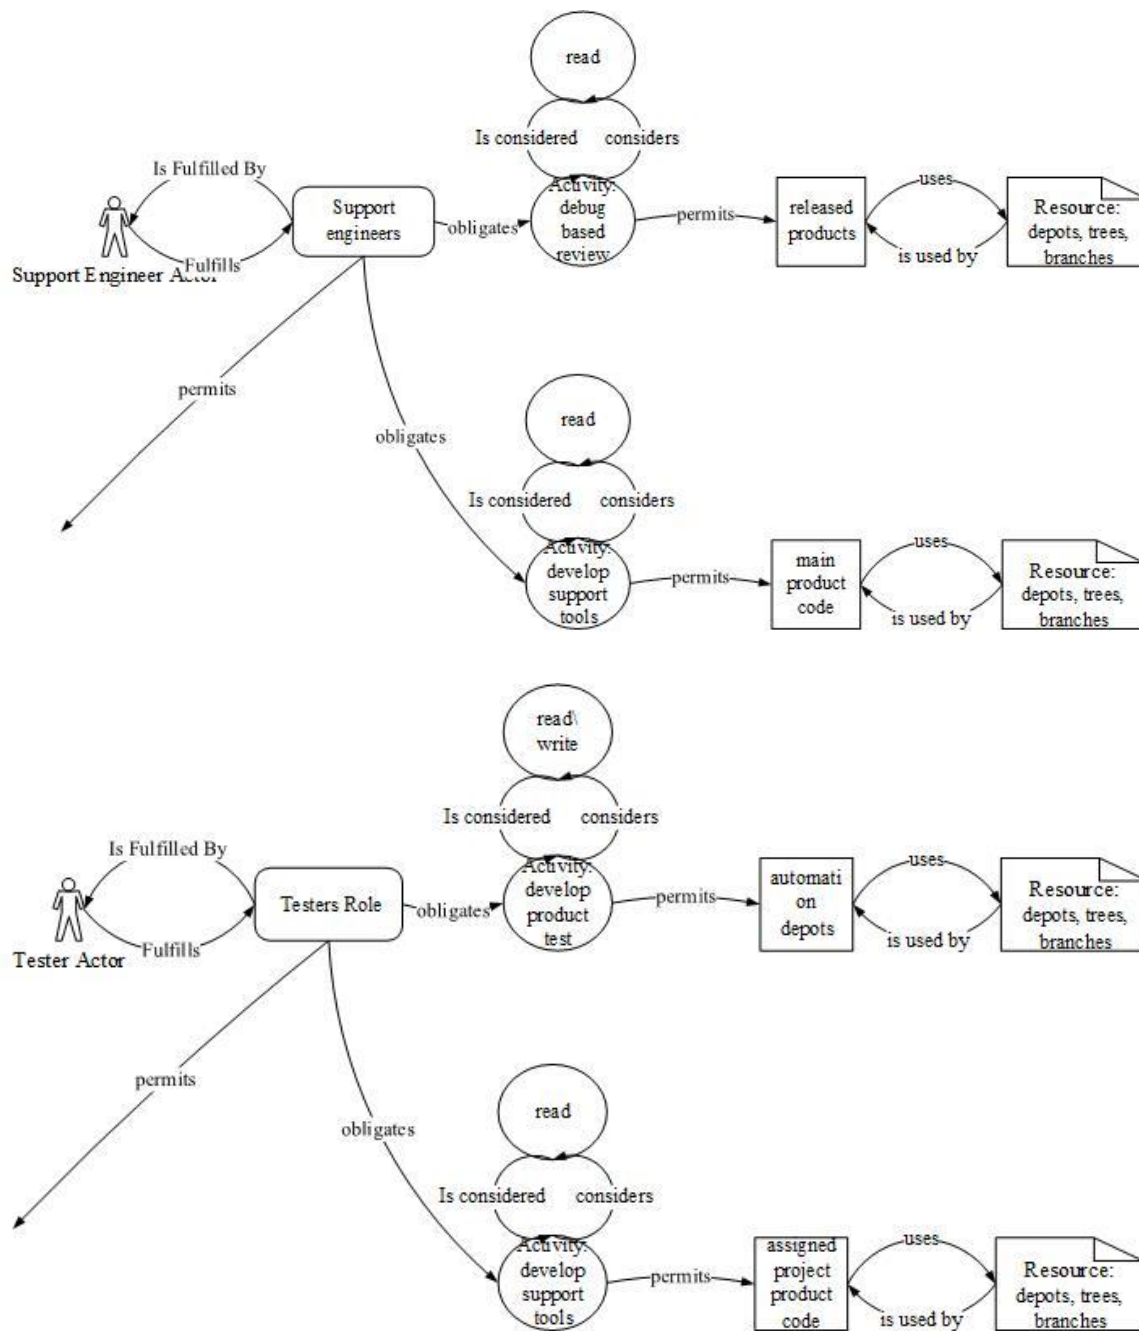 read
Is considered
considers
Is Fulfilled By
Support
engineers
obligates
Activity:
debug
based
review
permits
released
products
uses
is used by
Resource:
depots, trees,
branches
Fulfills
Support Engineer Actor
permits
obligates
read
Is considered
considers
Activity:
develop
support
tools
permits
main
product
code
uses
is used by
Resource:
depots, trees,
branches
read\
write
Is considered
considers
Is Fulfilled By
Testers Role
obligates
Activity:
develop
product
test
permits
automati
on
depots
uses
is used by
Resource:
depots, trees,
branches
Fulfills
Tester Actor
permits
obligates
read
Is considered
considers
Activity:
develop
support
tools
permits
assigned
project
product
code
uses
is used by
Resource:
depots, trees,
branches